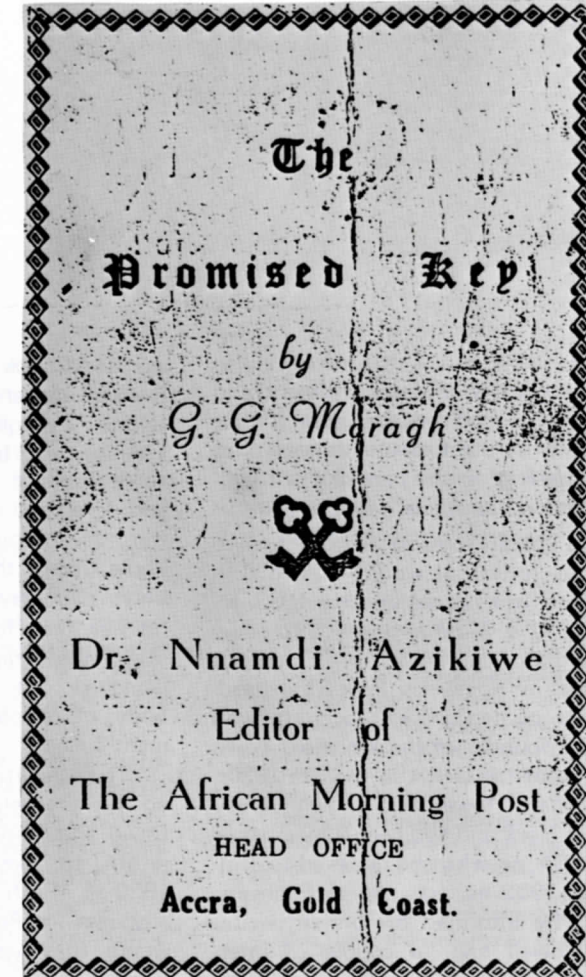 The
Promised Key
by
G. G. Maragh
Dr. Nnamdi Azikiwe
Editor of
The African Morning Post
HEAD OFFICE
Accra, Gold Coast.